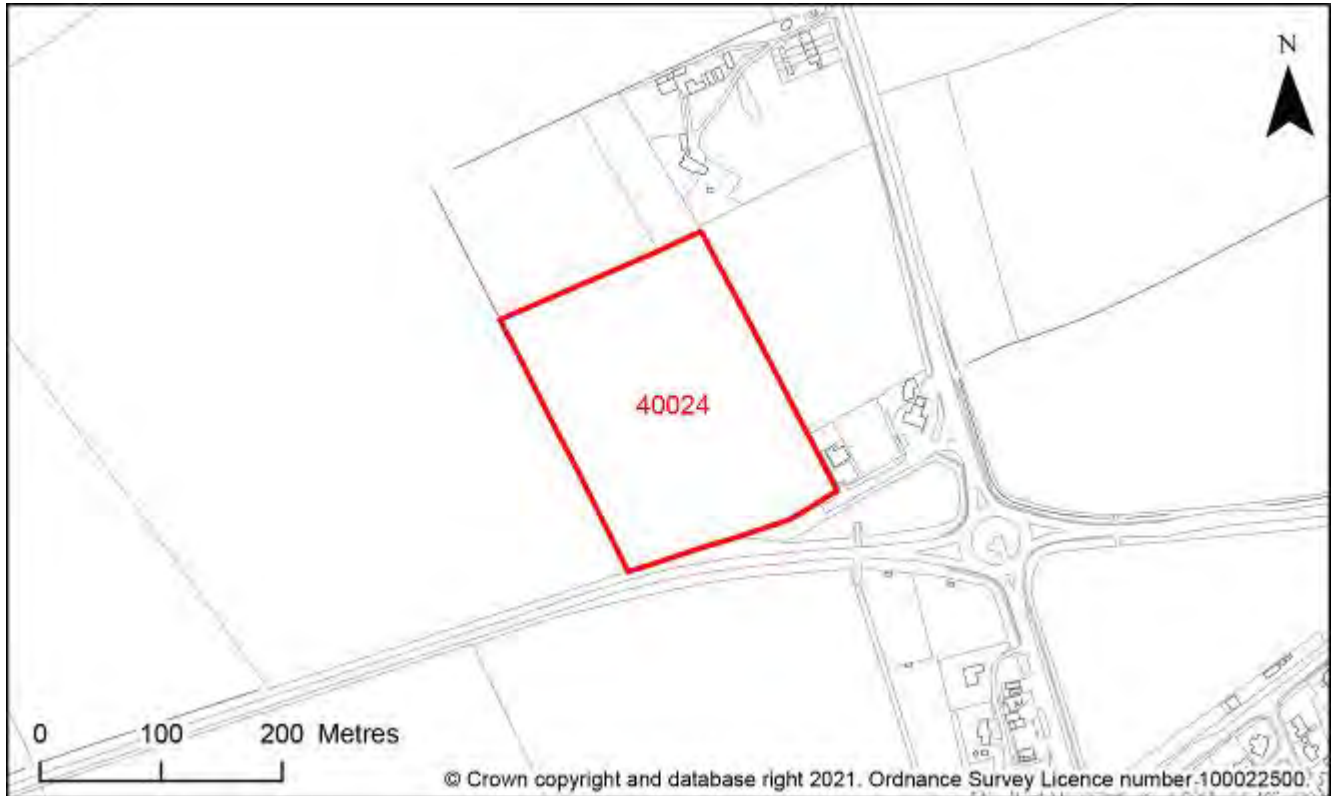 N
40024
0 100 200 Metres
© Crown copyright and database right 2021. Ordnance Survey Licence number 100022500.